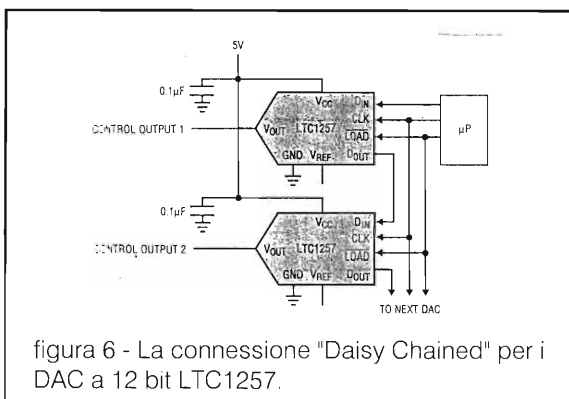 5V
0.1µF
VCC
DIN
CLK
LOAD
DOUT
VOUT
LTC1257
GND
VREF
µP
CONTROL OUTPUT 1
0.1µF
VCC
DIN
CLK
LOAD
DOUT
VOUT
LTC1257
GND
VREF
CONTROL OUTPUT 2
TO NEXT DAC
figura 6 - La connessione "Daisy Chained" per i
DAC a 12 bit LTC1257.